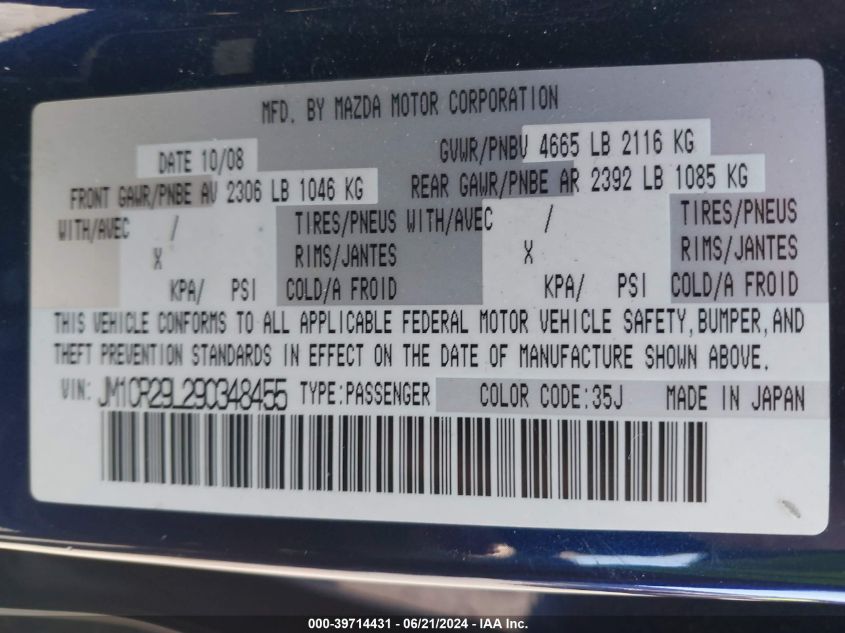 MFD. BY MAZDA MOTOR CORPORATION
DATE 10/08
GVWR/PNBV 4665 LB 2116 KG
FRONT GAWR/PNBE AV 2306 LB 1046 KG
REAR GAWR/PNBE AR 2392 LB 1085 KG
WITH/AVEC / TIRES/PNEUS WITH/AVEC / TIRES/PNEUS
X RIMS/JANTES X RIMS/JANTES
KPA/ PSI COLD/A FROID KPA/ PSI COLD/A FROID
THIS VEHICLE CONFORMS TO ALL APPLICABLE FEDERAL MOTOR VEHICLE SAFETY, BUMPER, AND
THEFT PREVENTION STANDARDS IN EFFECT ON THE DATE OF MANUFACTURE SHOWN ABOVE.
VIN: JM1CR29L290348455 TYPE:PASSENGER COLOR CODE:35J MADE IN JAPAN
000-39714431 - 06/21/2024 - IAA Inc.